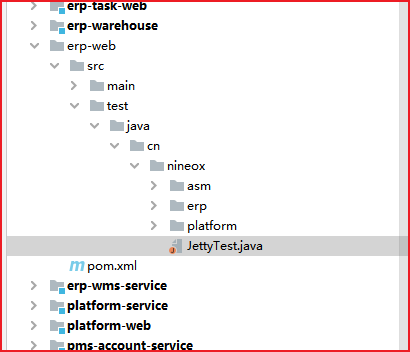 erp-task-web
erp-warehouse
erp-web
src
main
test
java
cn
nineox
asm
erp
platform
JettyTest.java
pom.xml
erp-wms-service
platform-service
platform-web
pms-account-service